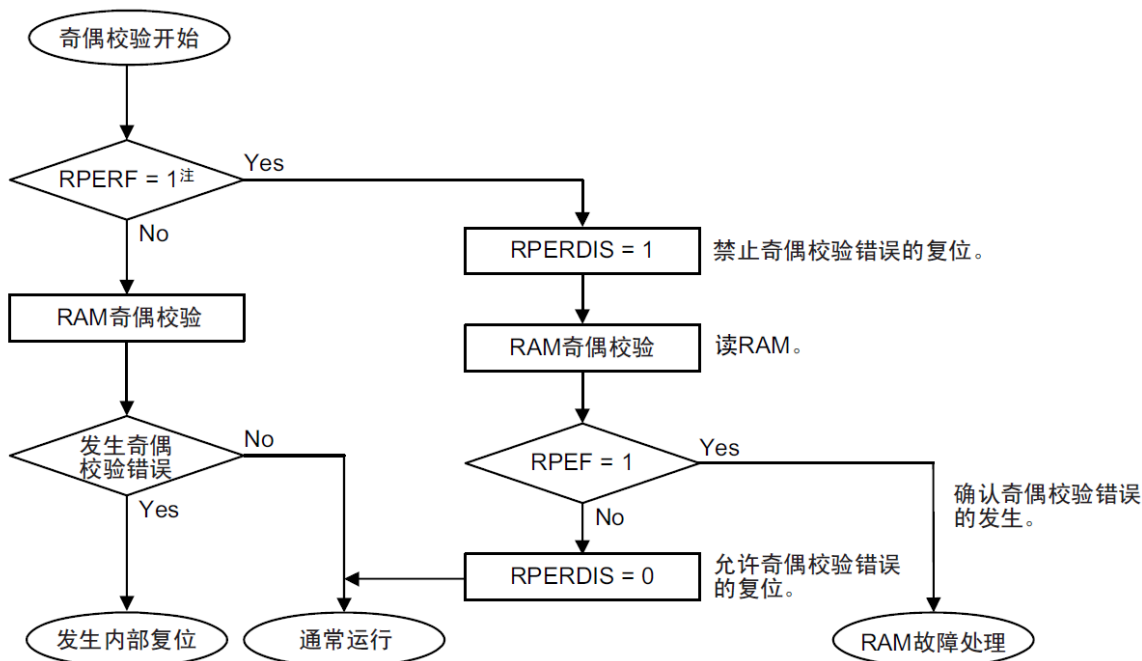 奇偶校验开始
RPERF = 1注
Yes
No
RPERDIS = 1
禁止奇偶校验错误的复位。
RAM奇偶校验
RAM奇偶校验
读RAM。
发生奇偶
校验错误
No
Yes
RPEF = 1
Yes
No
确认奇偶校验错误
的发生。
RPERDIS = 0
允许奇偶校验错误
的复位。
发生内部复位
通常运行
RAM故障处理